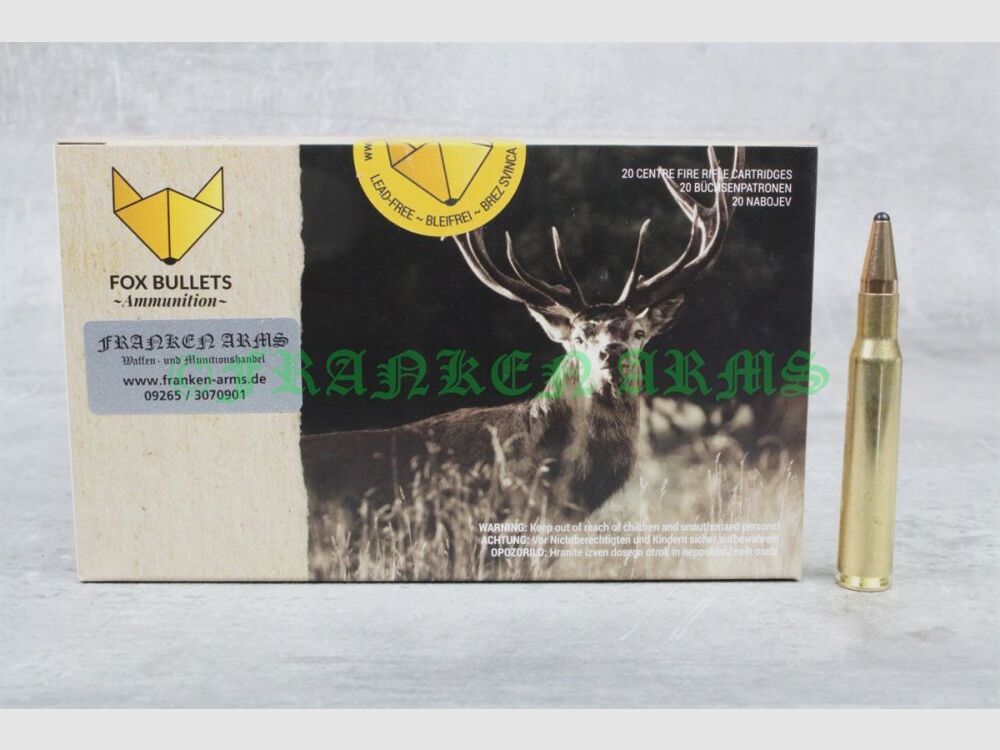 WW
LEAD-FREE ~ BLEIFREI ~ BREZ SVINCA
20 CENTRE FIRE RIFLE CARTRIDGES
20 BÜCHSENPATRONEN
20 NABOJEV
FOX BULLETS
~Ammunition~
FRANKEN ARMS
Waffen- und Munitionshandel
www.franken-arms.de
09265 / 3070901
©FRANKEN ARMS
WARNING: Keep out of reach of children and unauthorized persons!
ACHTUNG: Vor Nichtberechtigten und Kindern sicher aufbewahren!
OPOZORILO: Hranite izven dosega otrok in nepooblaščenih oseb!